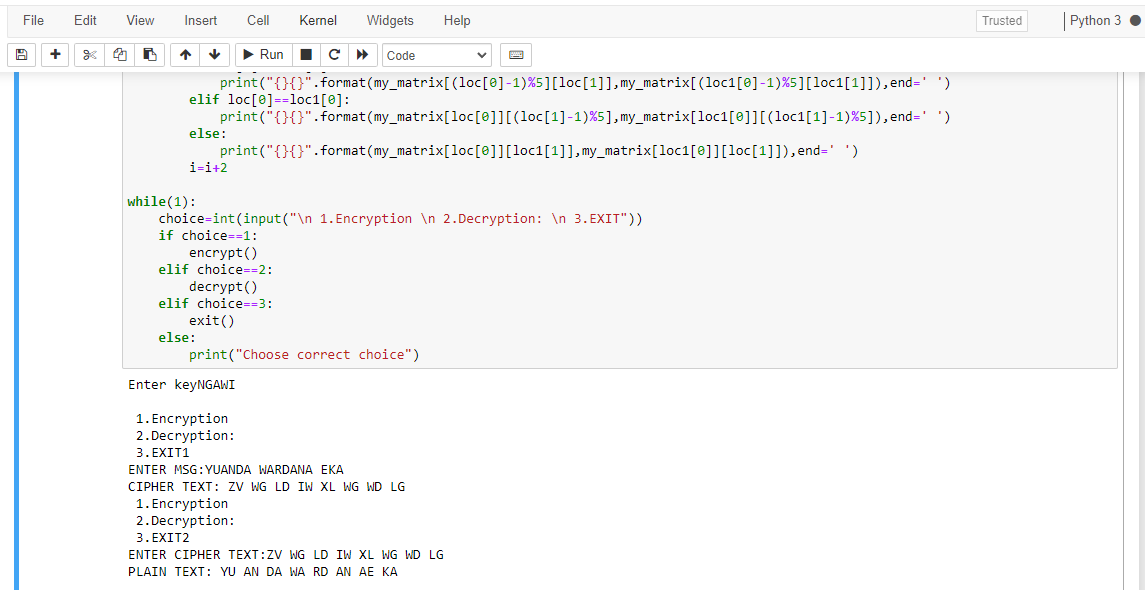 File Edit View Insert Cell Kernel Widgets Help Trusted Python 3
Run Code
print("{}{}".format(my_matrix[(loc[0]-1)%5][loc[1]],my_matrix[(loc1[0]-1)%5][loc1[1]]),end=' ')
elif loc[0]==loc1[0]:
print("{}{}".format(my_matrix[loc[0]][(loc[1]-1)%5],my_matrix[loc1[0]][(loc1[1]-1)%5]),end=' ')
else:
print("{}{}".format(my_matrix[loc[0]][loc1[1]],my_matrix[loc1[0]][loc[1]]),end=' ')
i=i+2
while(1):
choice=int(input("\n 1.Encryption \n 2.Decryption: \n 3.EXIT"))
if choice==1:
encrypt()
elif choice==2:
decrypt()
elif choice==3:
exit()
else:
print("Choose correct choice")
Enter keyNGAWI
1.Encryption
2.Decryption:
3.EXIT1
ENTER MSG:YUANDA WARDANA EKA
CIPHER TEXT: ZV WG LD IW XL WG WD LG
1.Encryption
2.Decryption:
3.EXIT2
ENTER CIPHER TEXT:ZV WG LD IW XL WG WD LG
PLAIN TEXT: YU AN DA WA RD AN AE KA